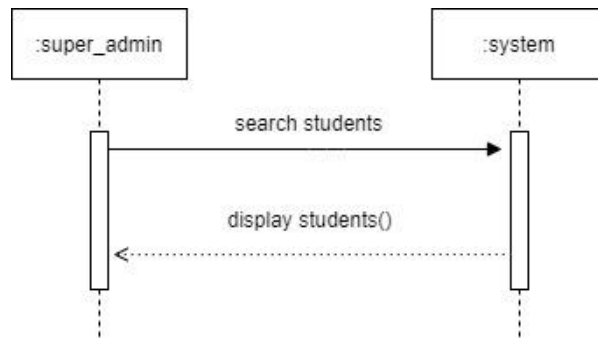 :super_admin
:system
search students
display students()